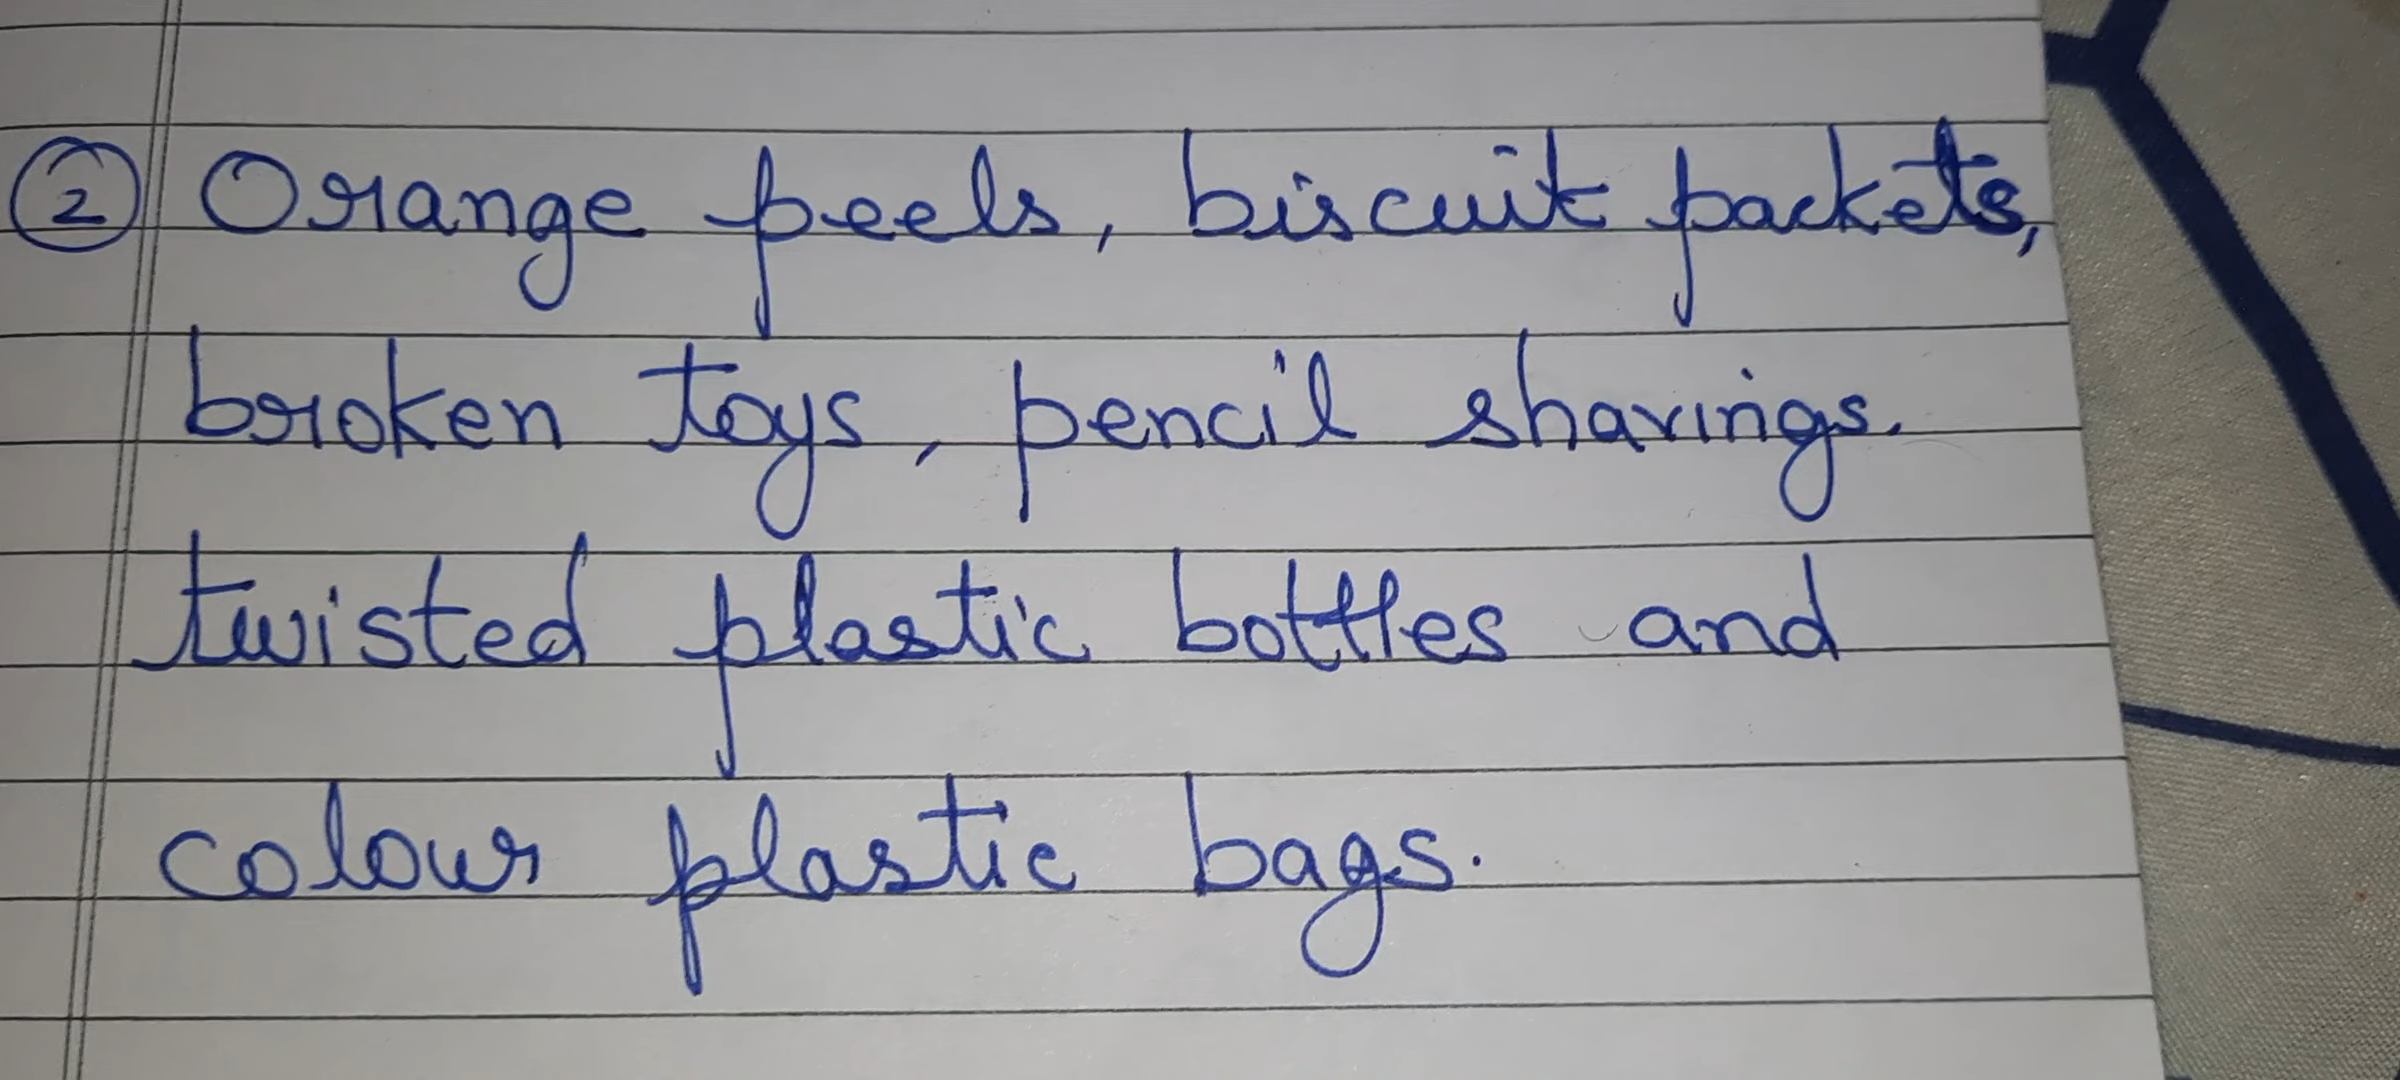 ② Orange peels, biscuit packets,
broken toys, pencil shavings.
twisted plastic bottles and
colour plastic bags.